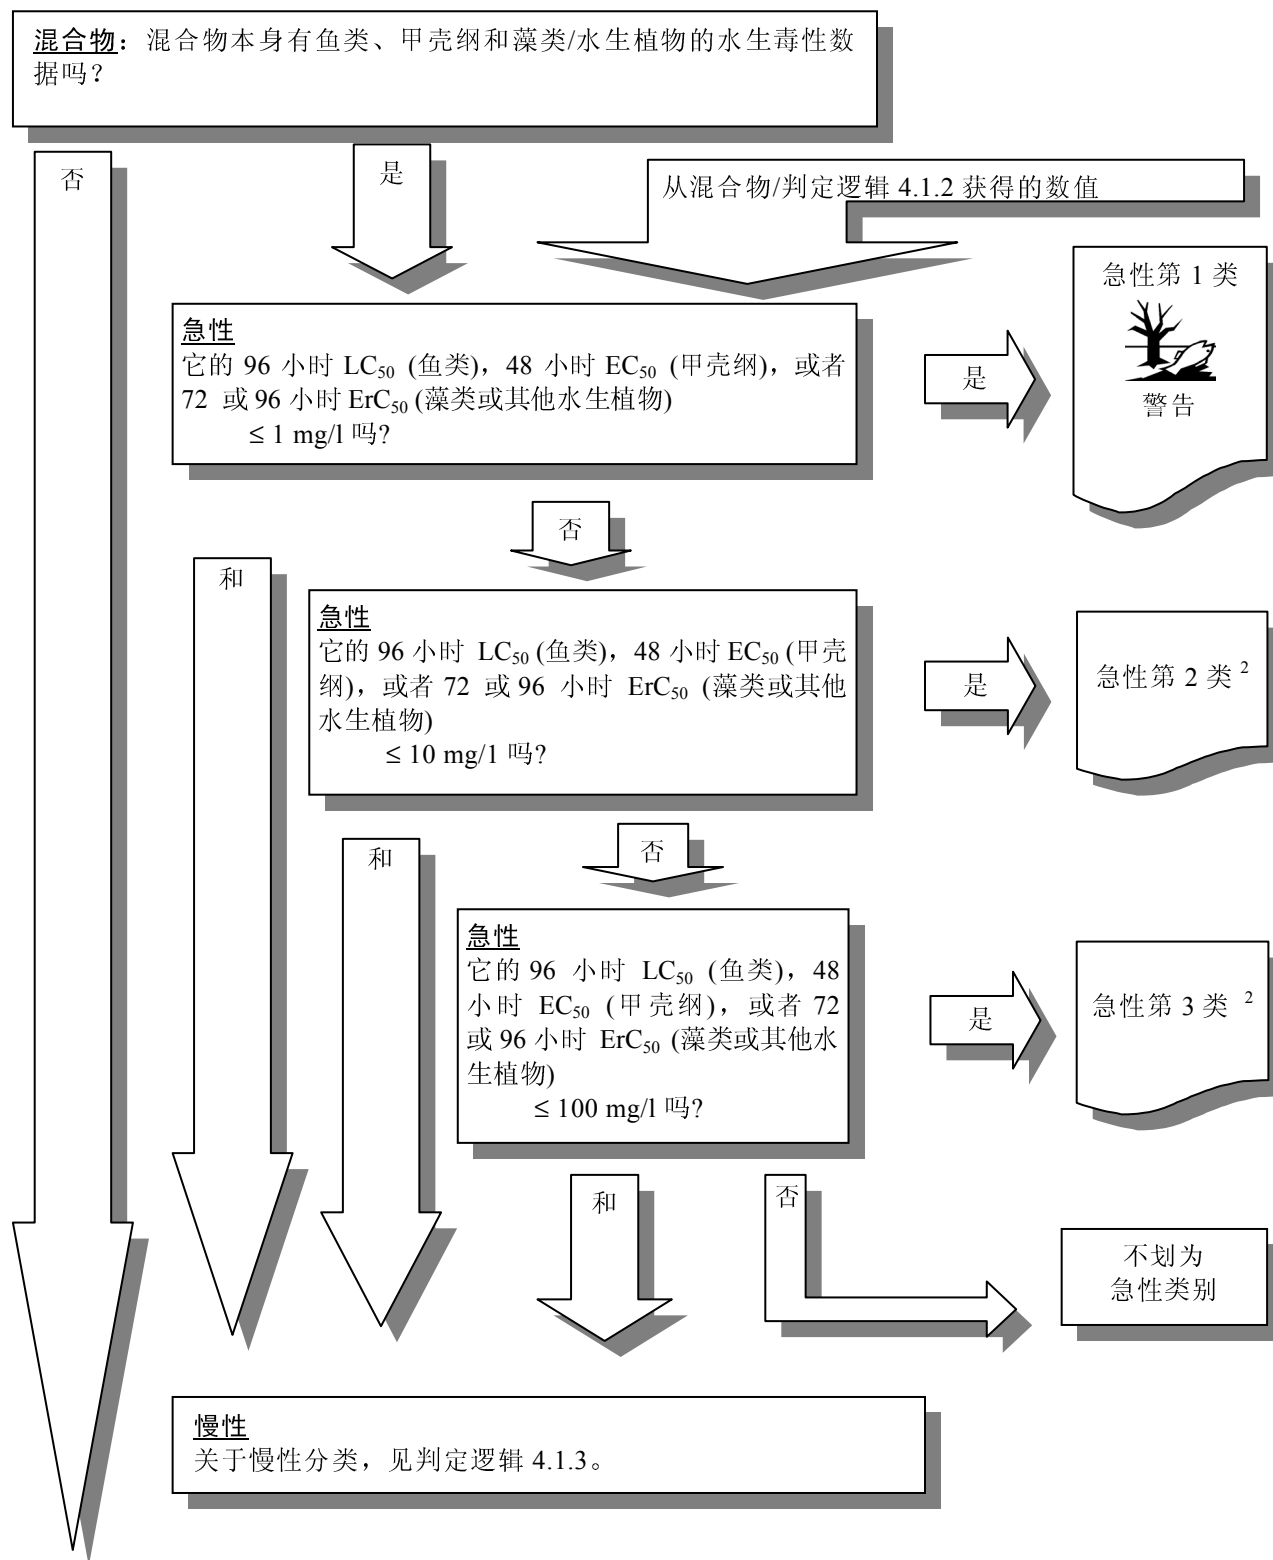 混合物：混合物本身有鱼类、甲壳纲和藻类/水生植物的水生毒性数
据吗？
否
是
从混合物/判定逻辑 4.1.2 获得的数值
急性第 1 类
警告
急性
它的 96 小时 LC50 (鱼类)，48 小时 EC50 (甲壳纲)，或者
72 或 96 小时 ErC50 (藻类或其他水生植物)
≤ 1 mg/l 吗?
是
否
和
急性
它的 96 小时 LC50 (鱼类)，48 小时 EC50 (甲壳
纲)，或者 72 或 96 小时 ErC50 (藻类或其他
水生植物)
≤ 10 mg/1 吗?
是
急性第 2 类 2
否
和
急性
它的 96 小时 LC50 (鱼类)，48
小时 EC50 (甲壳纲)，或者 72
或 96 小时 ErC50 (藻类或其他水
生植物)
≤ 100 mg/l 吗?
是
急性第 3 类 2
和
否
不划为
急性类别
慢性
关于慢性分类，见判定逻辑 4.1.3。